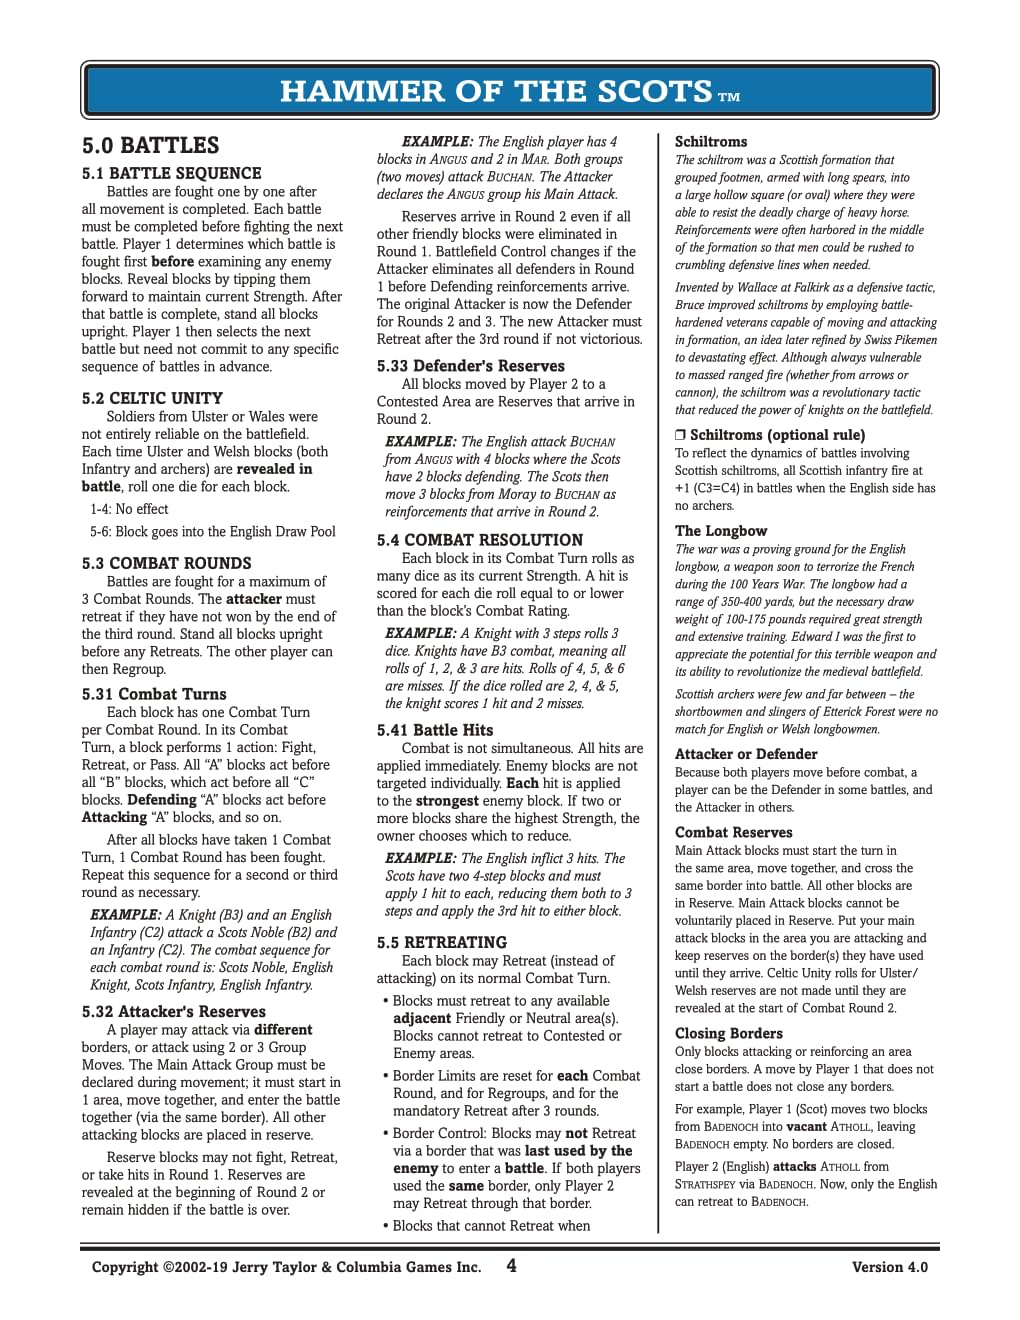 HAMMER OF THE SCOTS TM
5.0 BATTLES
5.1 BATTLE SEQUENCE
Battles are fought one by one after
all movement is completed. Each battle
must be completed before fighting the next
battle. Player 1 determines which battle is
fought first before examining any enemy
blocks. Reveal blocks by tipping them
forward to maintain current Strength. After
that battle is complete, stand all blocks
upright. Player 1 then selects the next
battle but need not commit to any specific
sequence of battles in advance.
5.2 CELTIC UNITY
Soldiers from Ulster or Wales were
not entirely reliable on the battlefield.
Each time Ulster and Welsh blocks (both
Infantry and archers) are revealed in
battle, roll one die for each block.
1-4: No effect
5-6: Block goes into the English Draw Pool
5.3 COMBAT ROUNDS
Battles are fought for a maximum of
3 Combat Rounds. The attacker must
retreat if they have not won by the end of
the third round. Stand all blocks upright
before any Retreats. The other player can
then Regroup.
5.31 Combat Turns
Each block has one Combat Turn
per Combat Round. In its Combat
Turn, a block performs 1 action: Fight,
Retreat, or Pass. All “A” blocks act before
all “B” blocks, which act before all “C”
blocks. Defending “A” blocks act before
Attacking “A” blocks, and so on.
After all blocks have taken 1 Combat
Turn, 1 Combat Round has been fought.
Repeat this sequence for a second or third
round as necessary.
EXAMPLE: A Knight (B3) and an English
Infantry (C2) attack a Scots Noble (B2) and
an Infantry (C2). The combat sequence for
each combat round is: Scots Noble, English
Knight, Scots Infantry, English Infantry.
5.32 Attacker's Reserves
A player may attack via different
borders, or attack using 2 or 3 Group
Moves. The Main Attack Group must be
declared during movement; it must start in
1 area, move together, and enter the battle
together (via the same border). All other
attacking blocks are placed in reserve.
Reserve blocks may not fight, Retreat,
or take hits in Round 1. Reserves are
revealed at the beginning of Round 2 or
remain hidden if the battle is over.
EXAMPLE: The English player has 4
blocks in ANGUS and 2 in MAR. Both groups
(two moves) attack BUCHAN. The Attacker
declares the ANGUS group his Main Attack.
Reserves arrive in Round 2 even if all
other friendly blocks were eliminated in
Round 1. Battlefield Control changes if the
Attacker eliminates all defenders in Round
1 before Defending reinforcements arrive.
The original Attacker is now the Defender
for Rounds 2 and 3. The new Attacker must
Retreat after the 3rd round if not victorious.
5.33 Defender's Reserves
All blocks moved by Player 2 to a
Contested Area are Reserves that arrive in
Round 2.
EXAMPLE: The English attack BUCHAN
from ANGUS with 4 blocks where the Scots
have 2 blocks defending. The Scots then
move 3 blocks from Moray to BUCHAN as
reinforcements that arrive in Round 2.
5.4 COMBAT RESOLUTION
Each block in its Combat Turn rolls as
many dice as its current Strength. A hit is
scored for each die roll equal to or lower
than the block’s Combat Rating.
EXAMPLE: A Knight with 3 steps rolls 3
dice. Knights have B3 combat, meaning all
rolls of 1, 2, & 3 are hits. Rolls of 4, 5, & 6
are misses. If the dice rolled are 2, 4, & 5,
the knight scores 1 hit and 2 misses.
5.41 Battle Hits
Combat is not simultaneous. All hits are
applied immediately. Enemy blocks are not
targeted individually. Each hit is applied
to the strongest enemy block. If two or
more blocks share the highest Strength, the
owner chooses which to reduce.
EXAMPLE: The English inflict 3 hits. The
Scots have two 4-step blocks and must
apply 1 hit to each, reducing them both to 3
steps and apply the 3rd hit to either block.
5.5 RETREATING
Each block may Retreat (instead of
attacking) on its normal Combat Turn.
• Blocks must retreat to any available
adjacent Friendly or Neutral area(s).
Blocks cannot retreat to Contested or
Enemy areas.
• Border Limits are reset for each Combat
Round, and for Regroups, and for the
mandatory Retreat after 3 rounds.
• Border Control: Blocks may not Retreat
via a border that was last used by the
enemy to enter a battle. If both players
used the same border, only Player 2
may Retreat through that border.
• Blocks that cannot Retreat when
Schiltroms
The schiltrom was a Scottish formation that
grouped footmen, armed with long spears, into
a large hollow square (or oval) where they were
able to resist the deadly charge of heavy horse.
Reinforcements were often harbored in the middle
of the formation so that men could be rushed to
crumbling defensive lines when needed.
Invented by Wallace at Falkirk as a defensive tactic,
Bruce improved schiltroms by employing battle-
hardened veterans capable of moving and attacking
in formation, an idea later refined by Swiss Pikemen
to devastating effect. Although always vulnerable
to massed ranged fire (whether from arrows or
cannon), the schiltrom was a revolutionary tactic
that reduced the power of knights on the battlefield.
❒ Schiltroms (optional rule)
To reflect the dynamics of battles involving
Scottish schiltroms, all Scottish infantry fire at
+1 (C3=C4) in battles when the English side has
no archers.
The Longbow
The war was a proving ground for the English
longbow, a weapon soon to terrorize the French
during the 100 Years War. The longbow had a
range of 350-400 yards, but the necessary draw
weight of 100-175 pounds required great strength
and extensive training. Edward I was the first to
appreciate the potential for this terrible weapon and
its ability to revolutionize the medieval battlefield.
Scottish archers were few and far between – the
shortbowmen and slingers of Etterick Forest were no
match for English or Welsh longbowmen.
Attacker or Defender
Because both players move before combat, a
player can be the Defender in some battles, and
the Attacker in others.
Combat Reserves
Main Attack blocks must start the turn in
the same area, move together, and cross the
same border into battle. All other blocks are
in Reserve. Main Attack blocks cannot be
voluntarily placed in Reserve. Put your main
attack blocks in the area you are attacking and
keep reserves on the border(s) they have used
until they arrive. Celtic Unity rolls for Ulster/
Welsh reserves are not made until they are
revealed at the start of Combat Round 2.
Closing Borders
Only blocks attacking or reinforcing an area
close borders. A move by Player 1 that does not
start a battle does not close any borders.
For example, Player 1 (Scot) moves two blocks
from BADENOCH into vacant ATHOLL, leaving
BADENOCH empty. No borders are closed.
Player 2 (English) attacks ATHOLL from
STRATHSPEY via BADENOCH. Now, only the English
can retreat to BADENOCH.
Copyright ©2002-19 Jerry Taylor & Columbia Games Inc. 4 Version 4.0